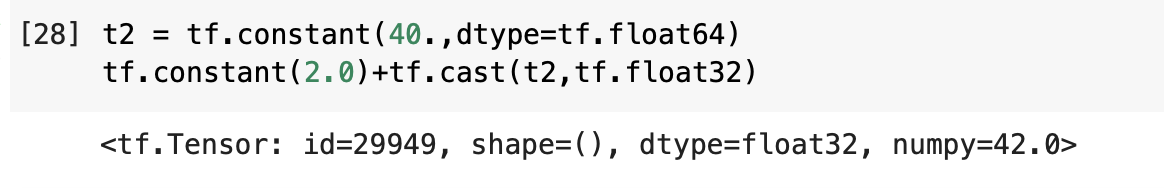 [28] t2 = tf.constant(40.,dtype=tf.float64)
tf.constant(2.0)+tf.cast(t2,tf.float32)
<tf.Tensor: id=29949, shape=(), dtype=float32, numpy=42.0>